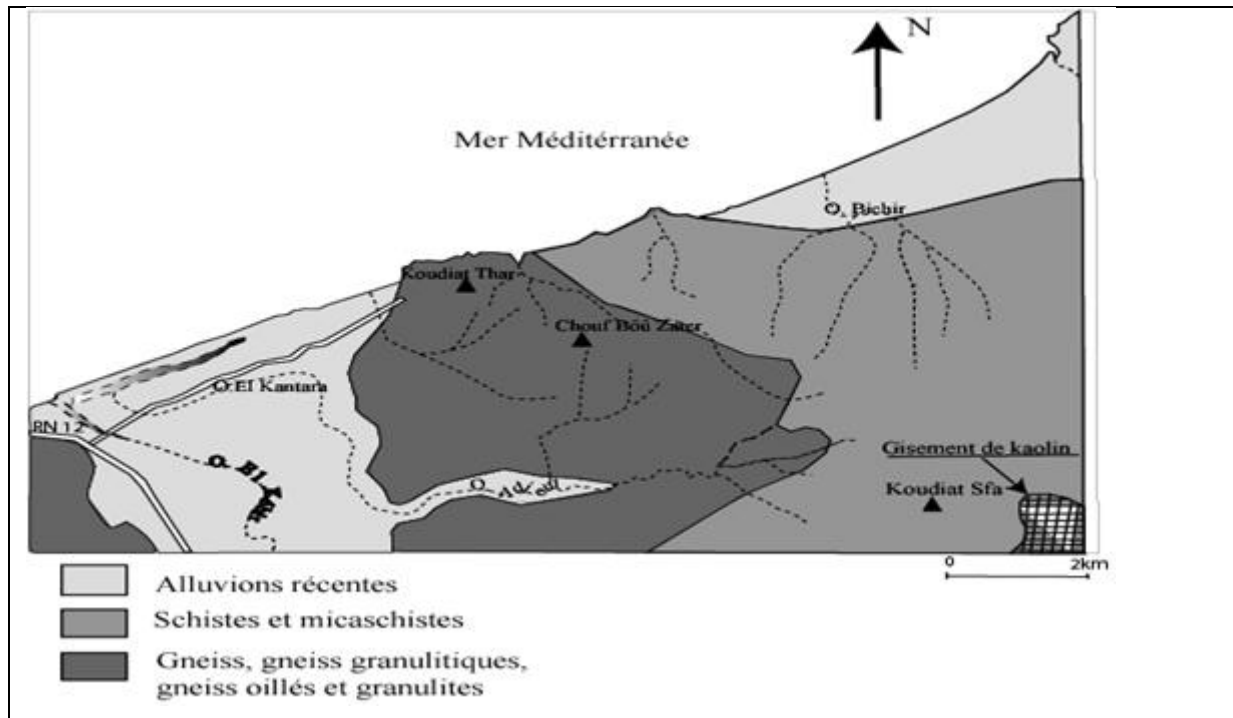 N
Mer Méditérranée
O. Bichir
Koudiat Thar
Chouf Bou Zater
O.El Kantara
RN 12
O. El
Gisement de kaolin
O.
Koudiat Sfa
0 2km
Alluvions récentes
Schistes et micaschistes
Gneiss, gneiss granulitiques,
gneiss oillés et granulites